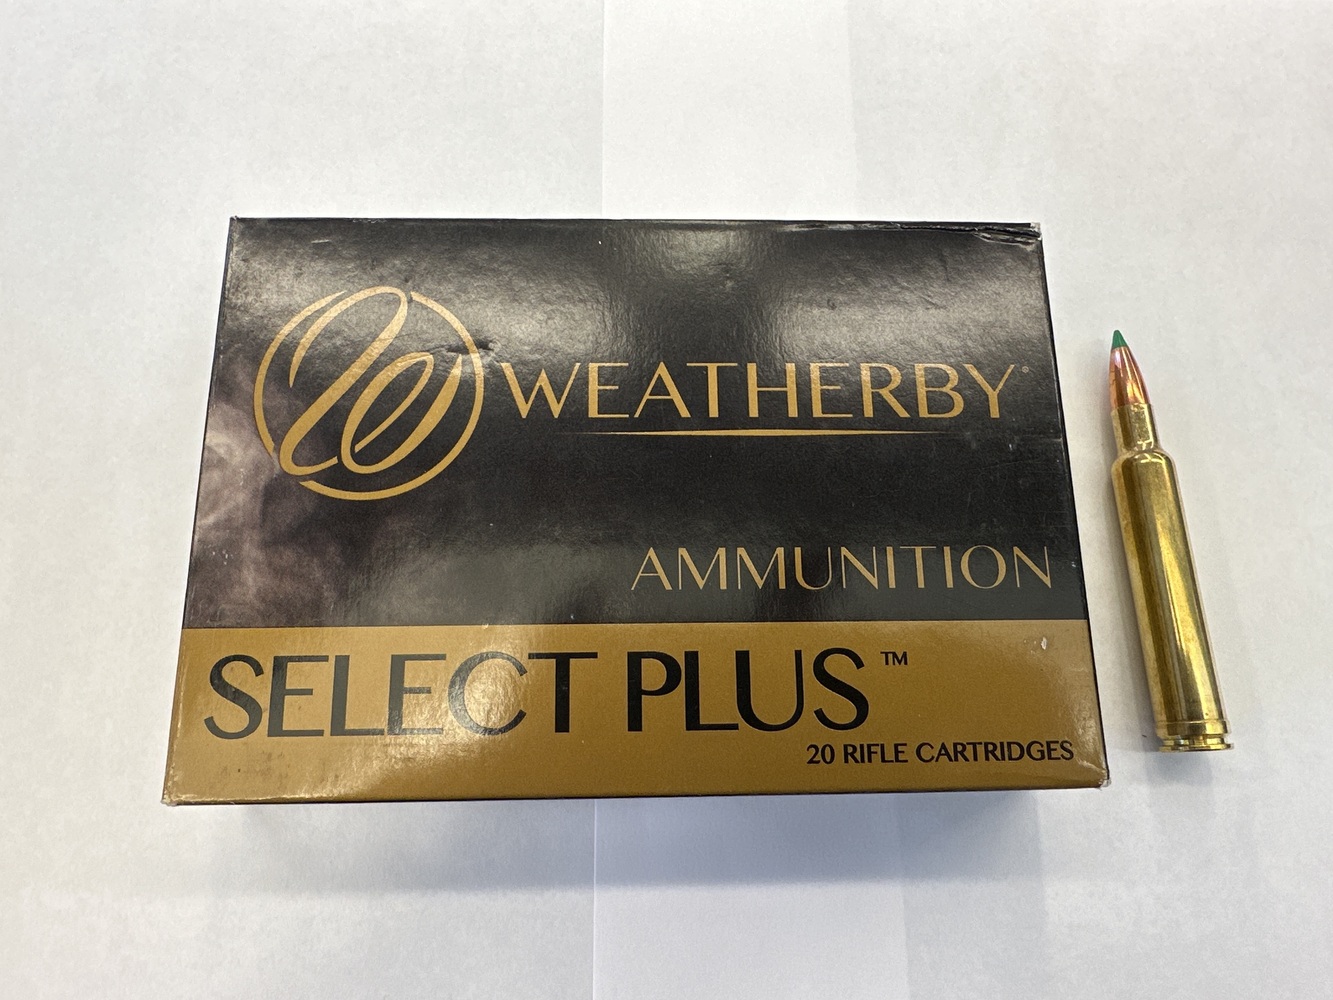 WEATHERBY®
AMMUNITION
SELECT PLUS™
20 RIFLE CARTRIDGES